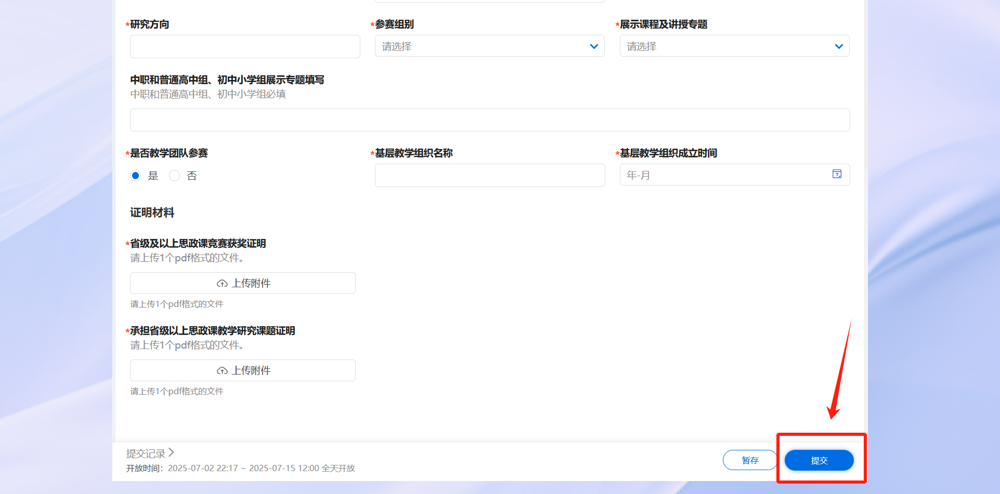 *研究方向
*参赛组别
*展示课程及讲授专题
请选择
请选择
中职和普通高中组、初中小学组展示专题填写
中职和普通高中组、初中小学组必填
*是否教学团队参赛
*基层教学组织名称
*基层教学组织成立时间
是 否
年-月
证明材料
*省级及以上思政课竞赛获奖证明
请上传1个pdf格式的文件。
上传附件
请上传1个pdf格式的文件
*承担省级以上思政课教学研究课题证明
请上传1个pdf格式的文件。
上传附件
请上传1个pdf格式的文件
提交记录
开放时间：2025-07-02 22:17 ~ 2025-07-15 12:00 全天开放
暂存
提交